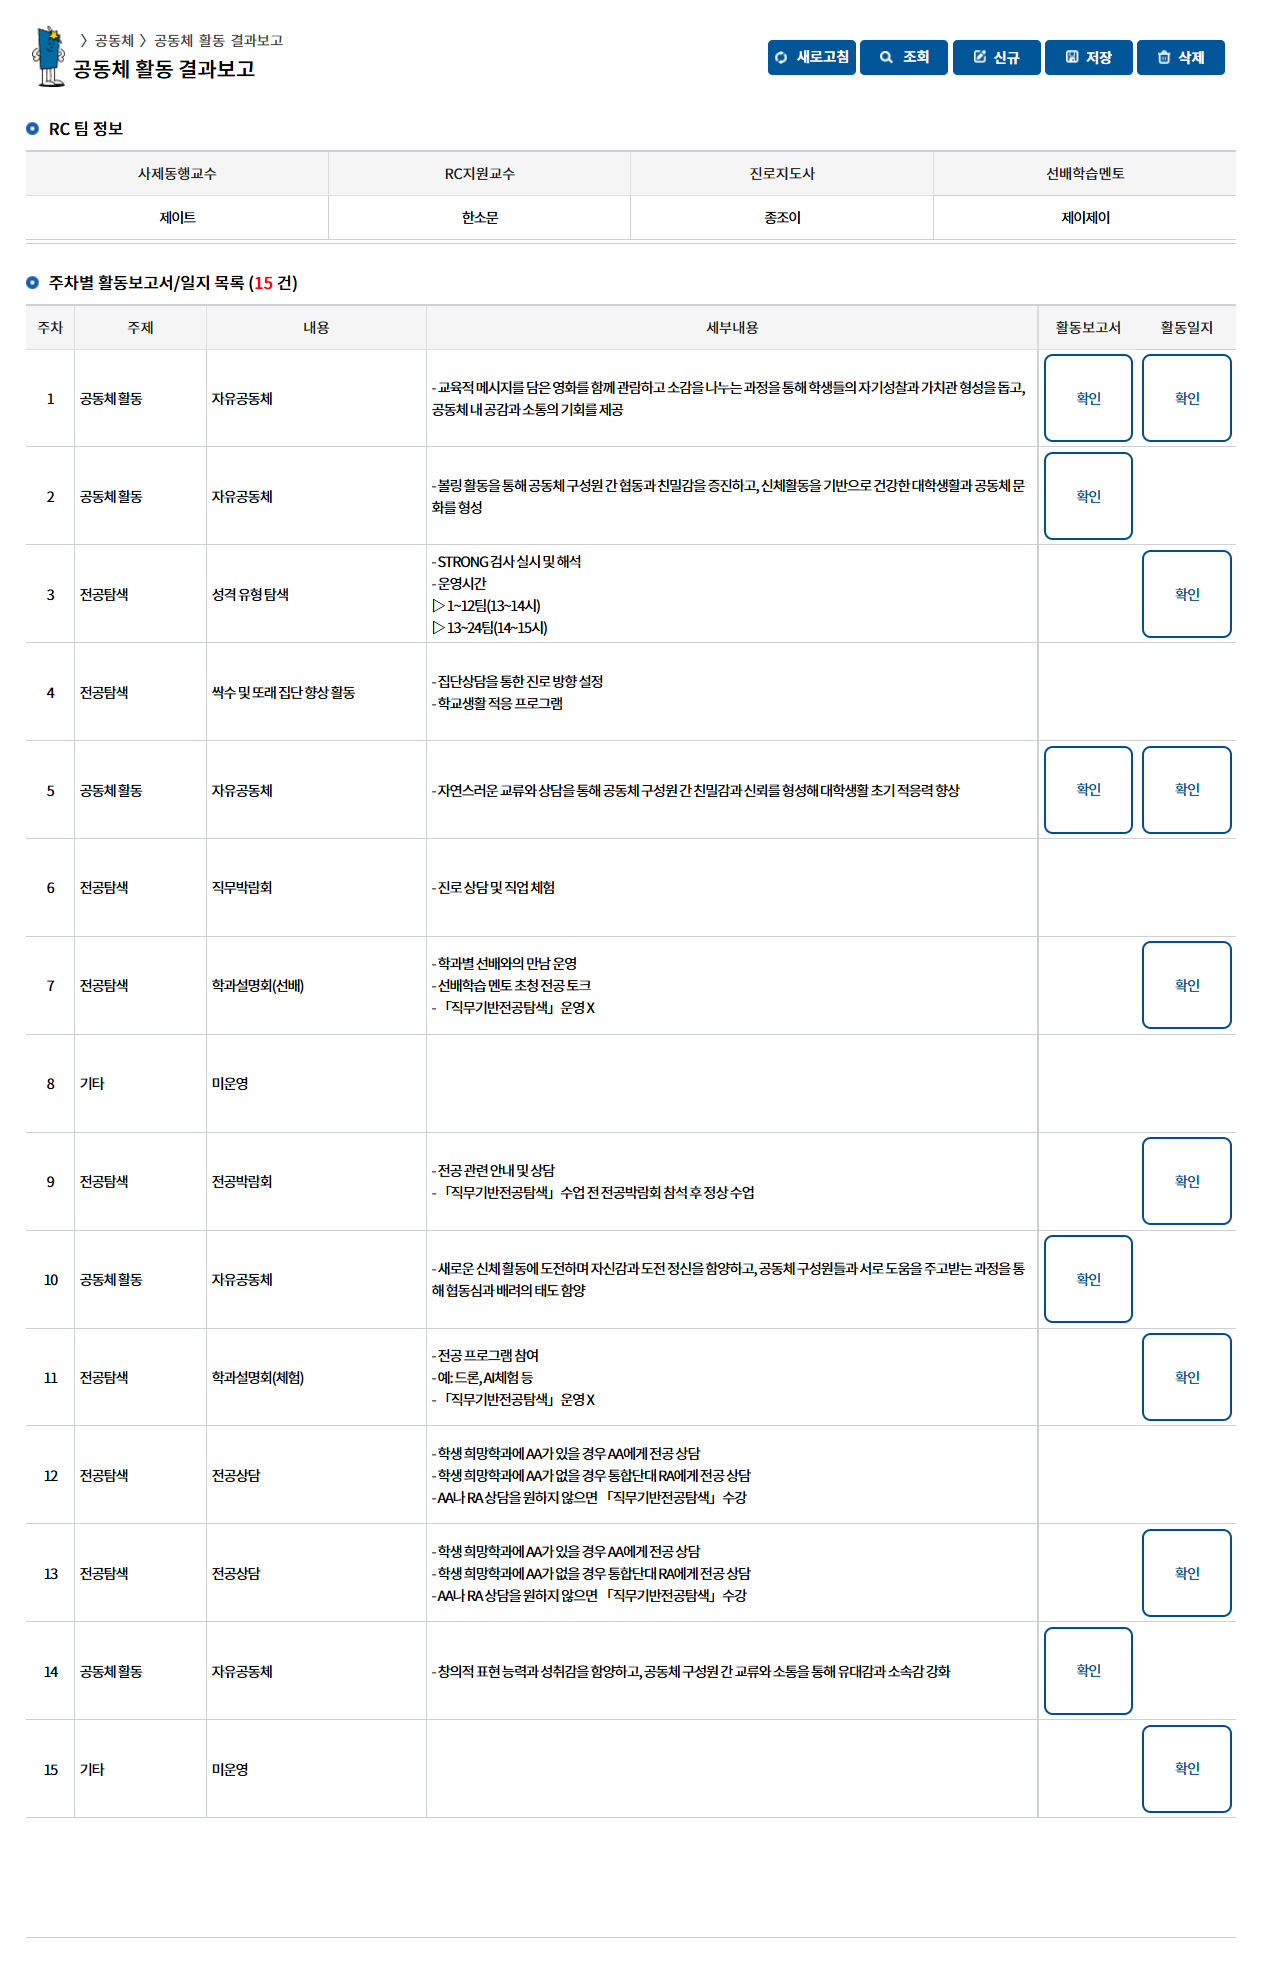 〉공동체 〉공동체 활동 결과보고
공동체 활동 결과보고
새로고침 조회 신규 저장 삭제
RC 팀 정보
사제동행교수 RC지원교수 진로지도사 선배학습멘토
제이트 한소문 종조이 제이제이
주차별 활동보고서/일지 목록 (15 건)
주차 주제 내용 세부내용 활동보고서 활동일지
1 공동체 활동 자유공동체 - 교육적 메시지를 담은 영화를 함께 관람하고 소감을 나누는 과정을 통해 학생들의 자기성찰과 가치관 형성을 돕고,
공동체 내 공감과 소통의 기회를 제공 확인 확인
2 공동체 활동 자유공동체 - 볼링 활동을 통해 공동체 구성원 간 협동과 친밀감을 증진하고, 신체활동을 기반으로 건강한 대학생활과 공동체 문
화를 형성 확인
3 전공탐색 성격 유형 탐색 - STRONG 검사 실시 및 해석
- 운영시간
▷ 1~12팀(13~14시)
▷ 13~24팀(14~15시) 확인
4 전공탐색 싹수 및 또래 집단 향상 활동 - 집단상담을 통한 진로 방향 설정
- 학교생활 적응 프로그램
5 공동체 활동 자유공동체 - 자연스러운 교류와 상담을 통해 공동체 구성원 간 친밀감과 신뢰를 형성해 대학생활 초기 적응력 향상 확인 확인
6 전공탐색 직무박람회 - 진로 상담 및 직업 체험
7 전공탐색 학과설명회(선배) - 학과별 선배와의 만남 운영
- 선배학습 멘토 초청 전공 토크
- 「직무기반전공탐색」 운영 X 확인
8 기타 미운영
9 전공탐색 전공박람회 - 전공 관련 안내 및 상담
- 「직무기반전공탐색」 수업 전 전공박람회 참석 후 정상 수업 확인
10 공동체 활동 자유공동체 - 새로운 신체 활동에 도전하며 자신감과 도전 정신을 함양하고, 공동체 구성원들과 서로 도움을 주고받는 과정을 통
해 협동심과 배려의 태도 함양 확인
11 전공탐색 학과설명회(체험) - 전공 프로그램 참여
- 예: 드론, AI체험 등
- 「직무기반전공탐색」 운영 X 확인
12 전공탐색 전공상담 - 학생 희망학과에 AA가 있을 경우 AA에게 전공 상담
- 학생 희망학과에 AA가 없을 경우 통합단대 RA에게 전공 상담
- AA나 RA 상담을 원하지 않으면 「직무기반전공탐색」 수강
13 전공탐색 전공상담 - 학생 희망학과에 AA가 있을 경우 AA에게 전공 상담
- 학생 희망학과에 AA가 없을 경우 통합단대 RA에게 전공 상담
- AA나 RA 상담을 원하지 않으면 「직무기반전공탐색」 수강 확인
14 공동체 활동 자유공동체 - 창의적 표현 능력과 성취감을 함양하고, 공동체 구성원 간 교류와 소통을 통해 유대감과 소속감 강화 확인
15 기타 미운영 확인